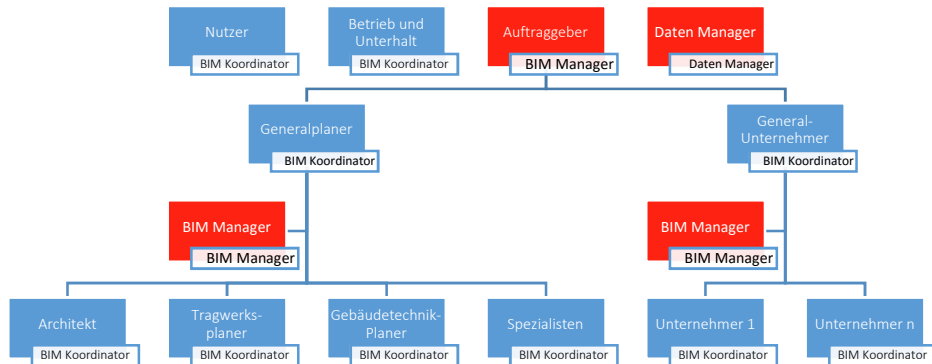 Nutzer
BIM Koordinator
Betrieb und
Unterhalt
BIM Koordinator
Auftraggeber
BIM Manager
Daten Manager
Daten Manager
Generalplaner
BIM Koordinator
General-
Unternehmer
BIM Koordinator
BIM Manager
BIM Manager
BIM Manager
BIM Manager
Architekt
BIM Koordinator
Tragwerks-
planer
BIM Koordinator
Gebäudetechnik-
Planer
BIM Koordinator
Spezialisten
BIM Koordinator
Unternehmer 1
BIM Koordinator
Unternehmer n
BIM Koordinator